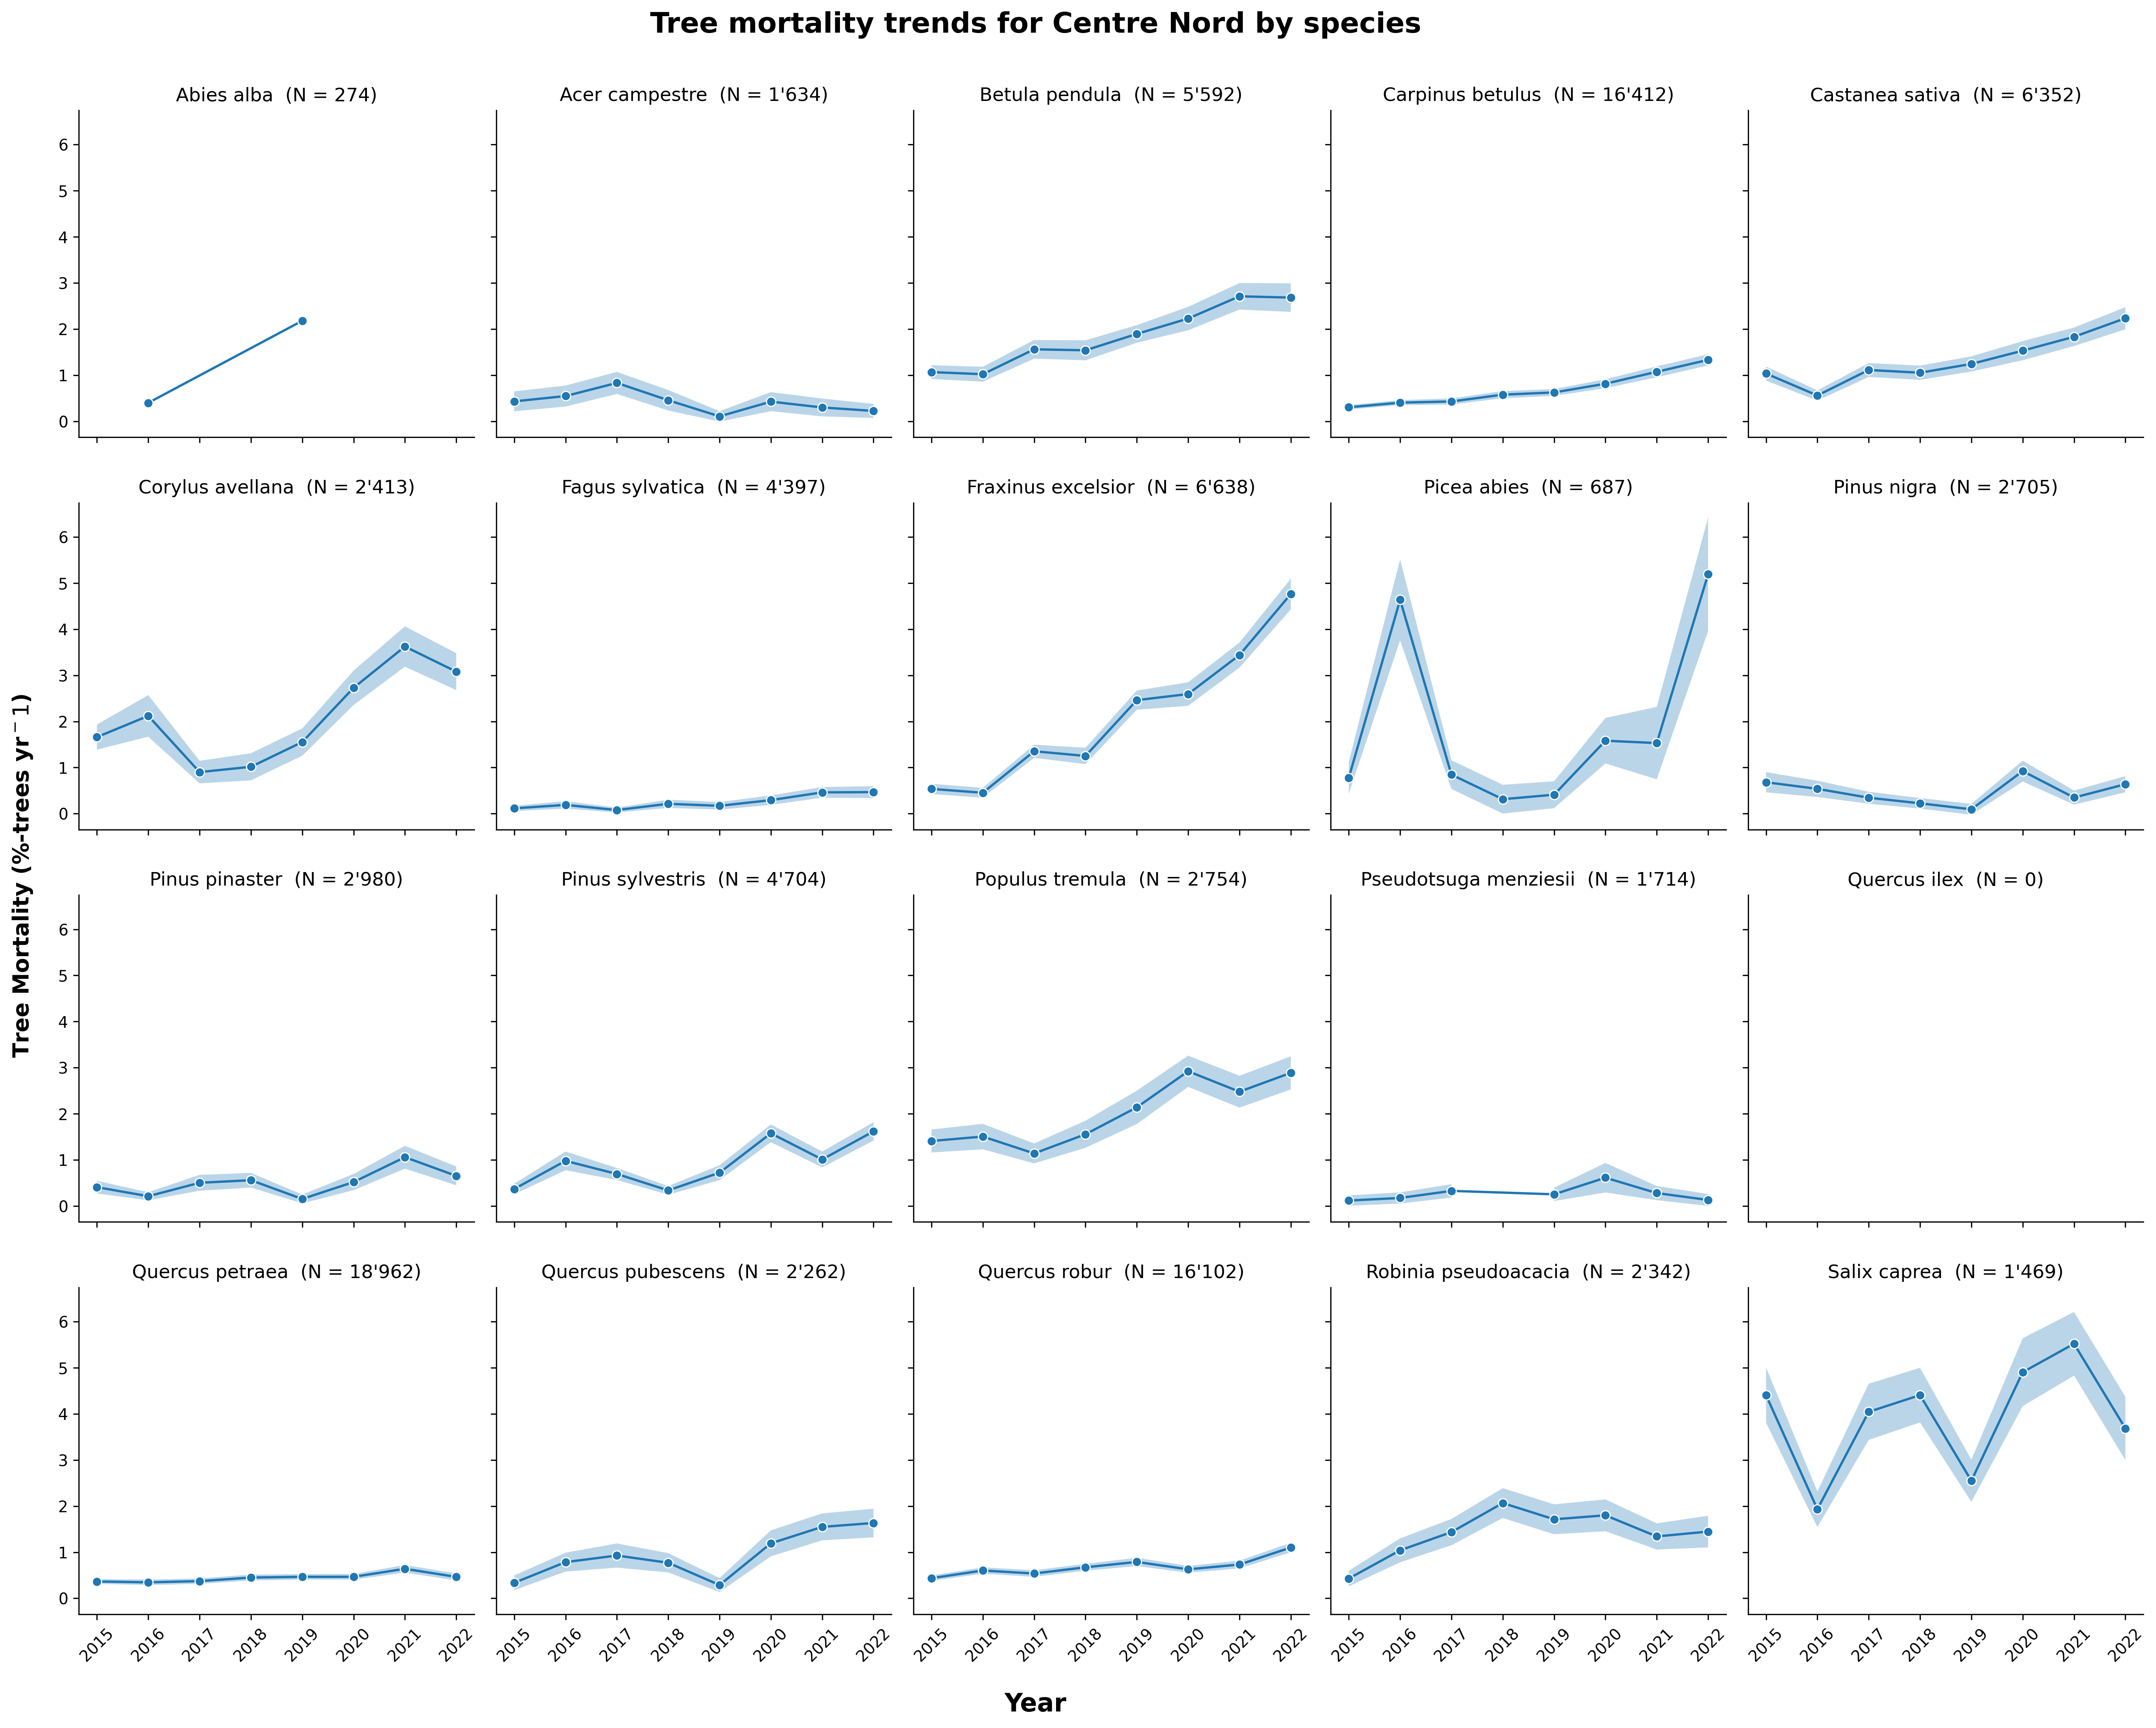 Tree mortality trends for Centre Nord by species
Abies alba (N = 274)
Acer campestre (N = 1'634)
Betula pendula (N = 5'592)
Carpinus betulus (N = 16'412)
Castanea sativa (N = 6'352)
6
5
4
3
2
1
0
Corylus avellana (N = 2'413)
Fagus sylvatica (N = 4'397)
Fraxinus excelsior (N = 6'638)
Picea abies (N = 687)
Pinus nigra (N = 2'705)
6
5
4
3
2
1
0
Tree Mortality (%-trees yr⁻1)
Pinus pinaster (N = 2'980)
Pinus sylvestris (N = 4'704)
Populus tremula (N = 2'754)
Pseudotsuga menziesii (N = 1'714)
Quercus ilex (N = 0)
6
5
4
3
2
1
0
Quercus petraea (N = 18'962)
Quercus pubescens (N = 2'262)
Quercus robur (N = 16'102)
Robinia pseudoacacia (N = 2'342)
Salix caprea (N = 1'469)
6
5
4
3
2
1
0
2015 2016 2017 2018 2019 2020 2021 2022
2015 2016 2017 2018 2019 2020 2021 2022
2015 2016 2017 2018 2019 2020 2021 2022
2015 2016 2017 2018 2019 2020 2021 2022
2015 2016 2017 2018 2019 2020 2021 2022
Year